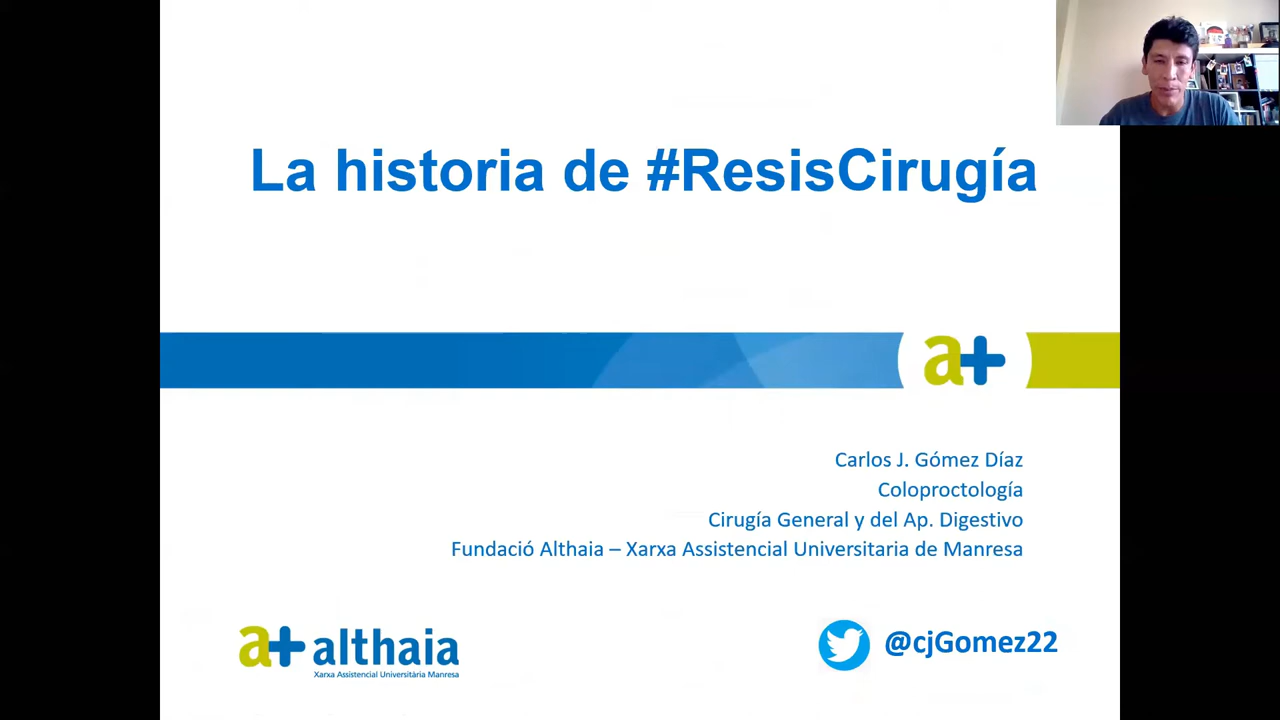 La historia de #ResisCirugía
a+
Carlos J. Gómez Díaz
Coloproctología
Cirugía General y del Ap. Digestivo
Fundació Althaia – Xarxa Assistencial Universitaria de Manresa
a+ althaia
Xarxa Assistencial Universitària Manresa
@cjGomez22